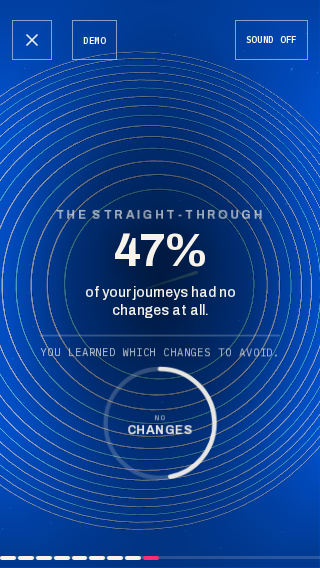 DEMO
SOUND OFF
THE STRAIGHT-THROUGH
47%
of your journeys had no
changes at all.
YOU LEARNED WHICH CHANGES TO AVOID.
NO
CHANGES